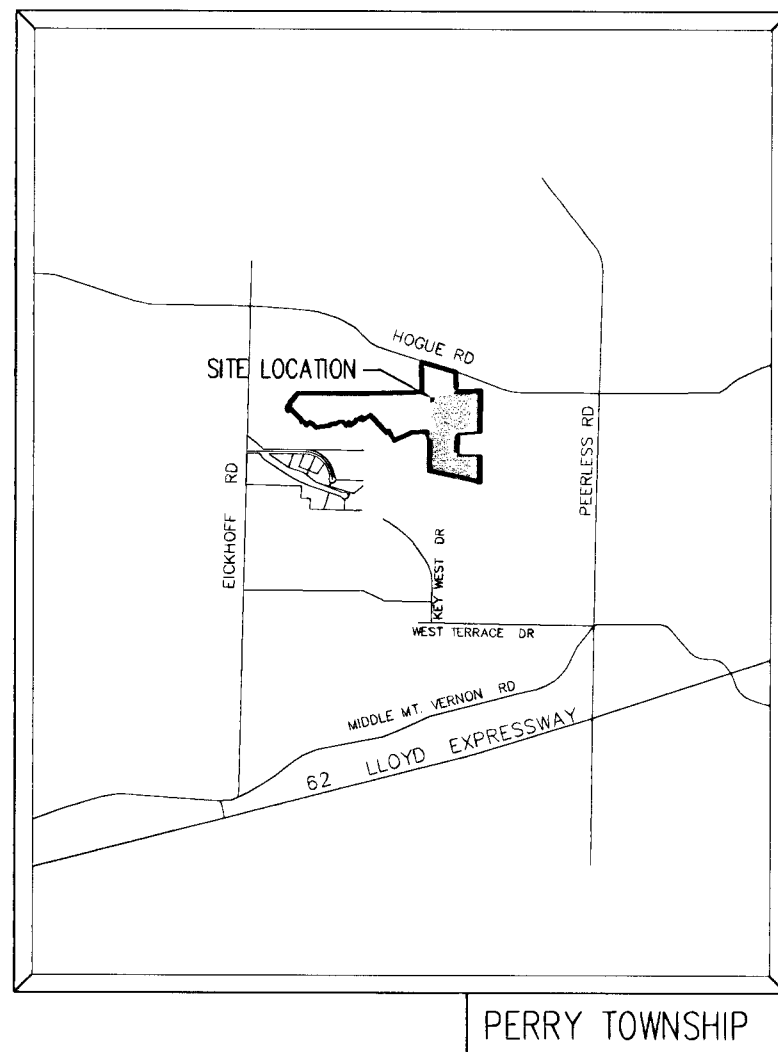 HOGUE RD
SITE LOCATION
PEERLESS RD
EICKHOFF RD
KEY WEST DR
WEST TERRACE DR
MIDDLE MT. VERNON RD
62 LLOYD EXPRESSWAY
PERRY TOWNSHIP